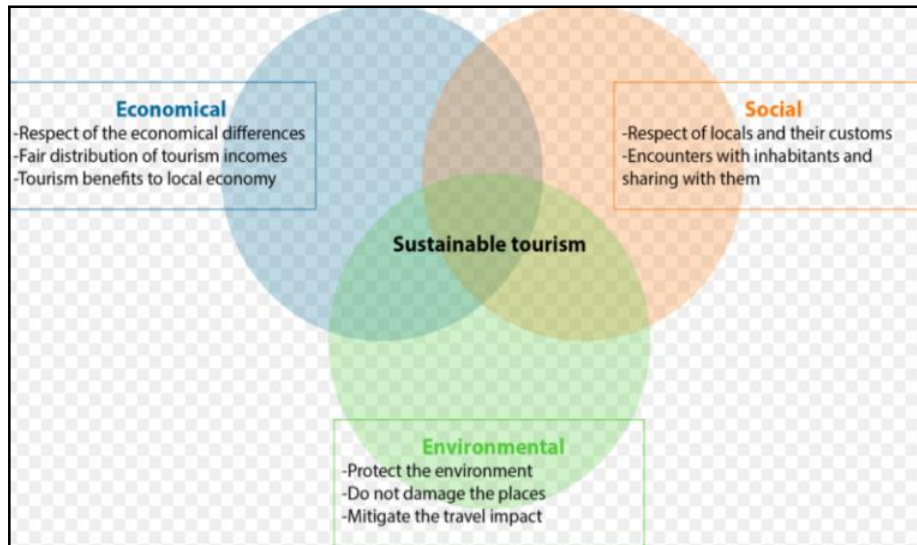 Economical
-Respect of the economical differences
-Fair distribution of tourism incomes
-Tourism benefits to local economy
Social
-Respect of locals and their customs
-Encounters with inhabitants and
sharing with them
Sustainable tourism
Environmental
-Protect the environment
-Do not damage the places
-Mitigate the travel impact